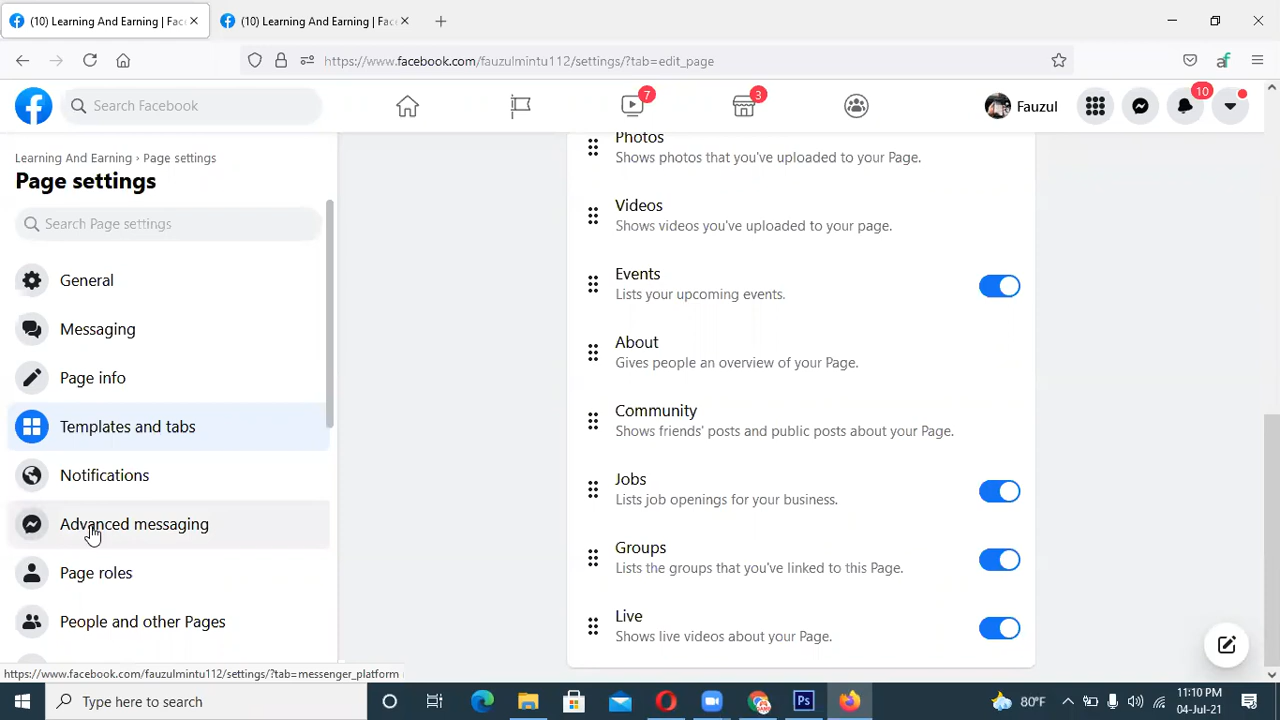 (10) Learning And Earning | Fac
(10) Learning And Earning | Fac
https://www.facebook.com/fauzulmintu112/settings/?tab=edit_page
Search Facebook
7
3
Fauzul
10
Learning And Earning › Page settings
Page settings
Search Page settings
General
Messaging
Page info
Templates and tabs
Notifications
Advanced messaging
Page roles
People and other Pages
https://www.facebook.com/fauzulmintu112/settings/?tab=messenger_platform
Photos
Shows photos that you've uploaded to your Page.
Videos
Shows videos you've uploaded to your page.
Events
Lists your upcoming events.
About
Gives people an overview of your Page.
Community
Shows friends' posts and public posts about your Page.
Jobs
Lists job openings for your business.
Groups
Lists the groups that you've linked to this Page.
Live
Shows live videos about your Page.
Type here to search
Ps
80°F
11:10 PM
04-Jul-21